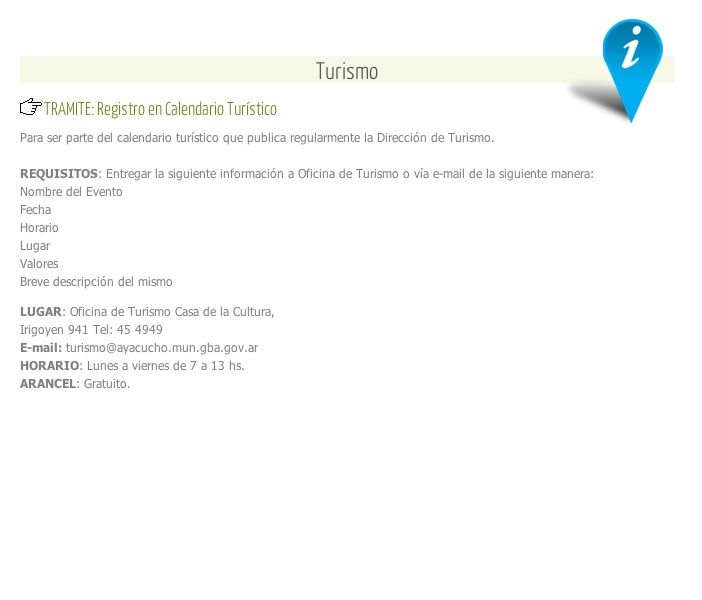 i
Turismo
TRAMITE: Registro en Calendario Turístico
Para ser parte del calendario turístico que publica regularmente la Dirección de Turismo.
REQUISITOS: Entregar la siguiente información a Oficina de Turismo o vía e-mail de la siguiente manera:
Nombre del Evento
Fecha
Horario
Lugar
Valores
Breve descripción del mismo
LUGAR: Oficina de Turismo Casa de la Cultura,
Irigoyen 941 Tel: 45 4949
E-mail: turismo@ayacucho.mun.gba.gov.ar
HORARIO: Lunes a viernes de 7 a 13 hs.
ARANCEL: Gratuito.